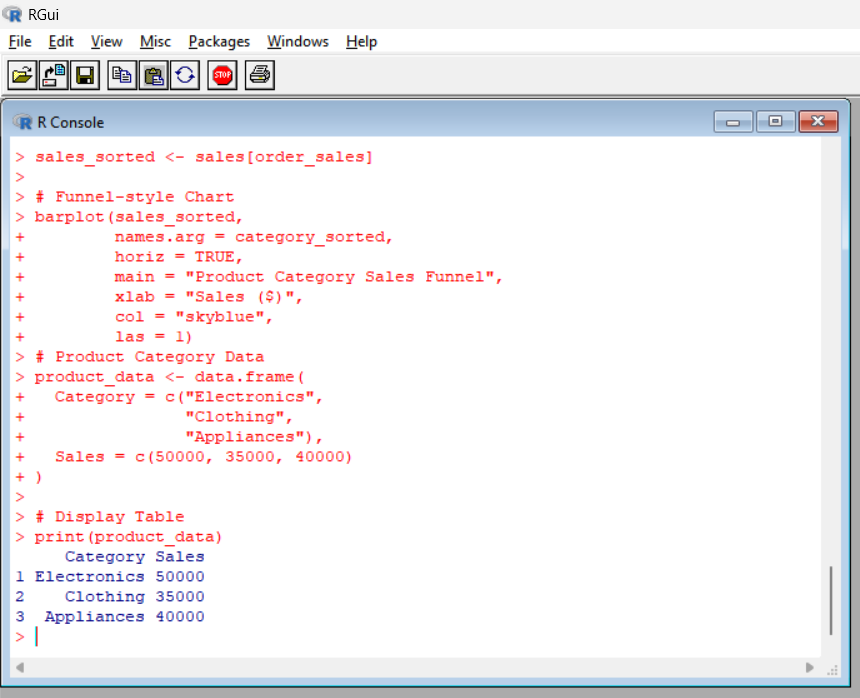 RGui
File Edit View Misc Packages Windows Help
STOP
R Console
> sales_sorted <- sales[order_sales]
>
> # Funnel-style Chart
> barplot(sales_sorted,
+         names.arg = category_sorted,
+         horiz = TRUE,
+         main = "Product Category Sales Funnel",
+         xlab = "Sales ($)",
+         col = "skyblue",
+         las = 1)
> # Product Category Data
> product_data <- data.frame(
+   Category = c("Electronics",
+                "Clothing",
+                "Appliances"),
+   Sales = c(50000, 35000, 40000)
+ )
>
> # Display Table
> print(product_data)
     Category Sales
1 Electronics 50000
2    Clothing 35000
3  Appliances 40000
>